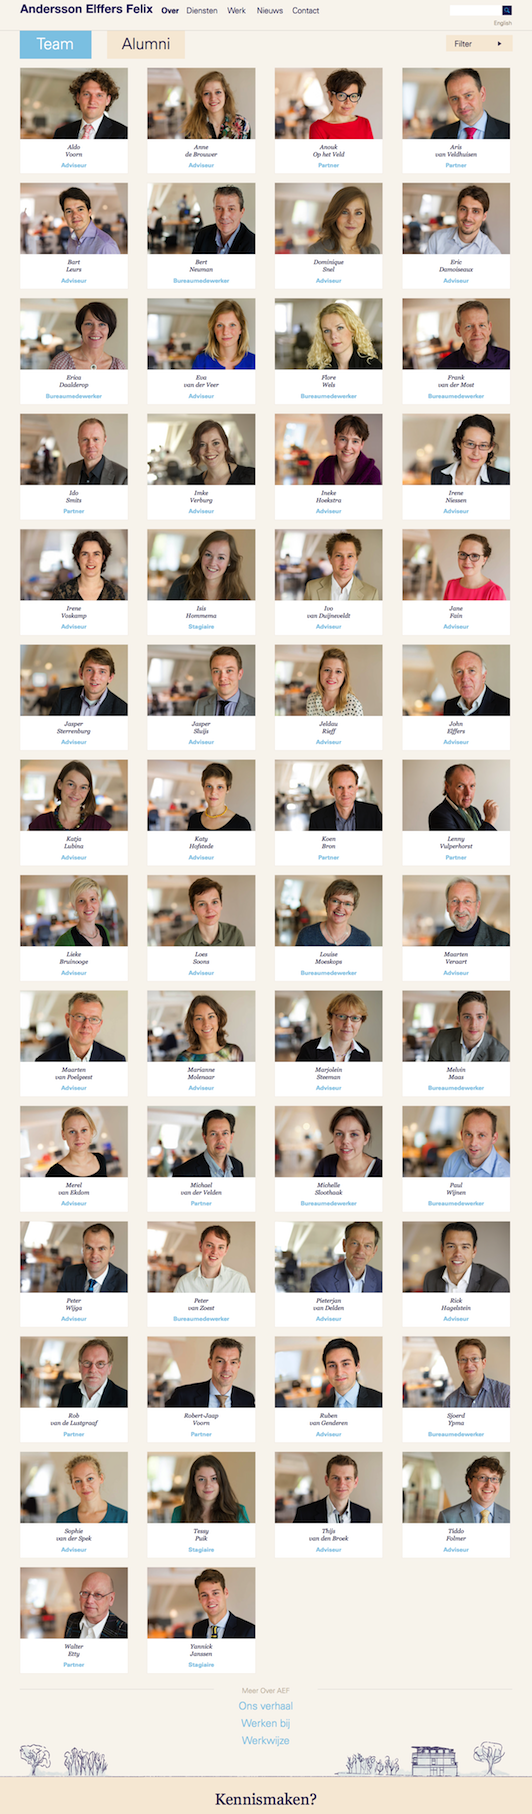 Andersson Elffers Felix Over Diensten Werk Nieuws Contact
English
Team Alumni Filter
Aldo Anne Anouk Aris
Voorn de Brouwer Op het Veld van Veldhuisen
Adviseur Adviseur Partner Partner
Bart Bert Dominique Eric
Leurs Neuman Snel Damoiseaux
Adviseur Bureaumedewerker Adviseur Adviseur
Erica Eva Flore Frank
Daalderop van der Veer Wels van der Most
Bureaumedewerker Adviseur Bureaumedewerker Bureaumedewerker
Ido Imke Ineke Irene
Smits Verburg Hoekstra Niessen
Partner Adviseur Adviseur Adviseur
Irene Isis Ivo Jane
Voskamp Hommema van Duijneveldt Fain
Adviseur Stagiaire Adviseur Adviseur
Jasper Jasper Jeldau John
Sterrenburg Sluijs Rieff Elffers
Adviseur Adviseur Adviseur Adviseur
Katja Katy Koen Lenny
Lubina Hofstede Bron Vulperhorst
Adviseur Adviseur Partner Partner
Lieke Loes Louise Maarten
Bruinooge Soons Moeskops Veraart
Adviseur Adviseur Bureaumedewerker Adviseur
Maarten Marianne Marjolein Melvin
van Poelgeest Molenaar Steeman Maas
Adviseur Adviseur Adviseur Bureaumedewerker
Merel Michael Michelle Paul
van Ekdom van der Velden Sloothaak Wijnen
Adviseur Partner Bureaumedewerker Bureaumedewerker
Peter Peter Pieterjan Rick
Wijga van Zoest van Delden Hagelstein
Adviseur Bureaumedewerker Adviseur Adviseur
Rob Robert-Jaap Ruben Sjoerd
van de Lustgraaf Voorn van Genderen Ypma
Partner Partner Adviseur Bureaumedewerker
Sophie Tessy Thijs Tiddo
van der Spek Puik van den Broek Folmer
Adviseur Stagiaire Adviseur Adviseur
Walter Yannick
Etty Janssen
Partner Stagiaire
Meer Over AEF
Ons verhaal
Werken bij
Werkwijze
Kennismaken?